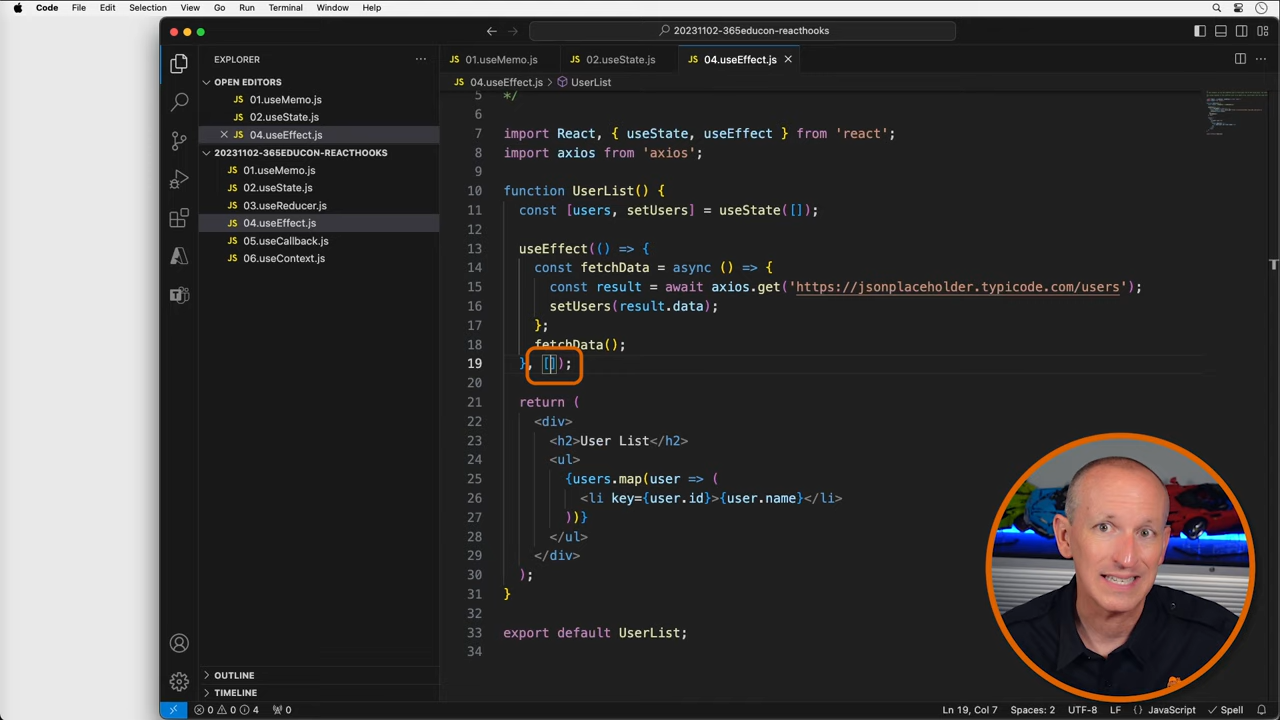 Code File Edit Selection View Go Run Terminal Window Help
20231102-365educon-reacthooks
EXPLORER
OPEN EDITORS
01.useMemo.js
02.useState.js
04.useEffect.js
20231102-365EDUCON-REACTHOOKS
01.useMemo.js
02.useState.js
03.useReducer.js
04.useEffect.js
05.useCallback.js
06.useContext.js
OUTLINE
TIMELINE
01.useMemo.js 02.useState.js 04.useEffect.js
04.useEffect.js > UserList
5 */
6
7 import React, { useState, useEffect } from 'react';
8 import axios from 'axios';
9
10 function UserList() {
11 const [users, setUsers] = useState([]);
12
13 useEffect(() => {
14 const fetchData = async () => {
15 const result = await axios.get('https://jsonplaceholder.typicode.com/users');
16 setUsers(result.data);
17 };
18 fetchData();
19 }, []);
20
21 return (
22 <div>
23 <h2>User List</h2>
24 <ul>
25 {users.map(user => (
26 <li key={user.id}>{user.name}</li>
27 ))}
28 </ul>
29 </div>
30 );
31 }
32
33 export default UserList;
34
0 0 4 0 Ln 19, Col 7 Spaces: 2 UTF-8 LF {} JavaScript Spell